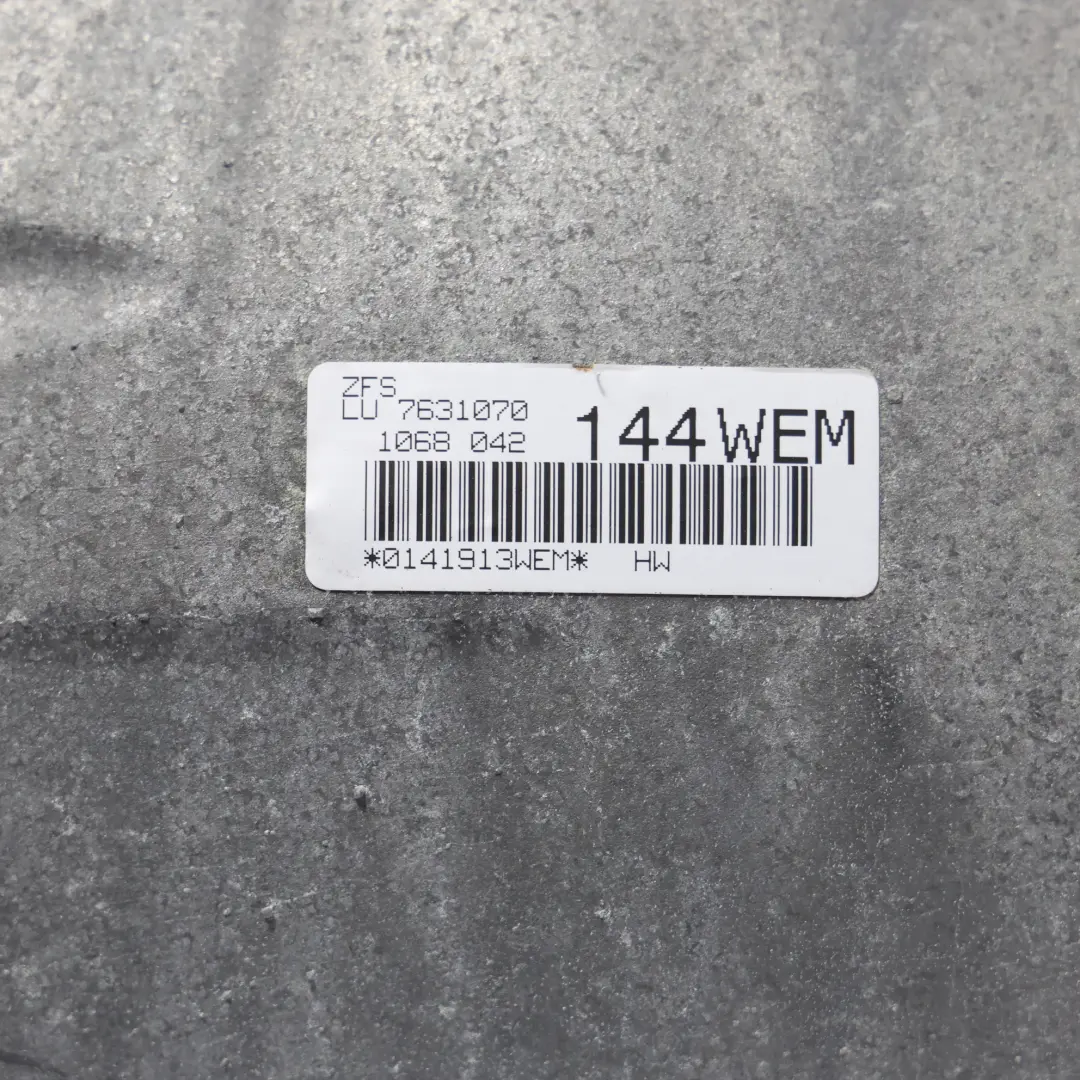 ZFS
LU 7631070
1068 042
144WEM
*0141913WEM* HW